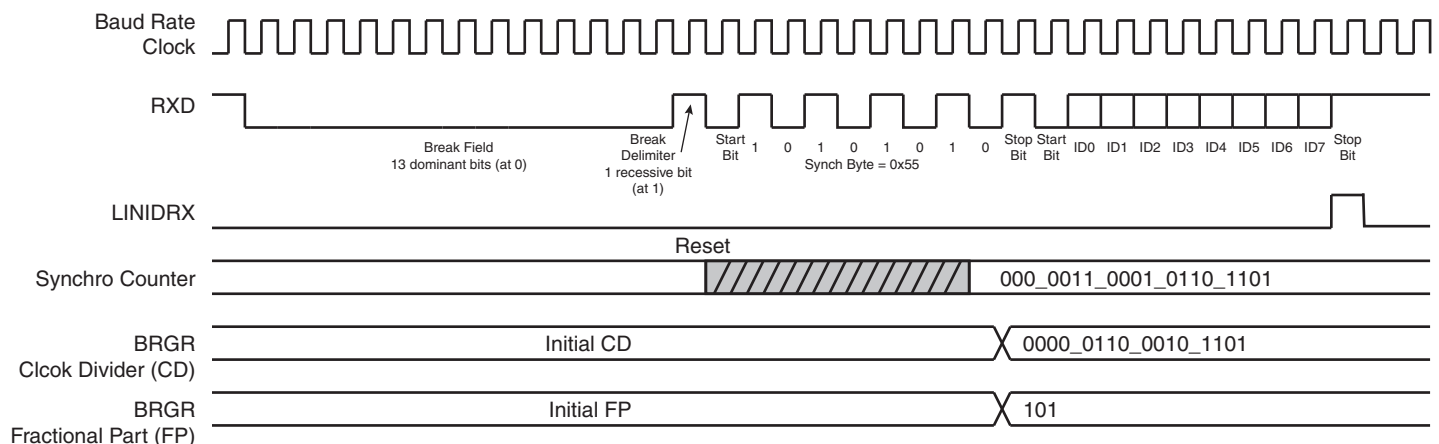 Baud Rate
Clock
RXD
Break Field
13 dominant bits (at 0)
Break
Delimiter
1 recessive bit
(at 1)
Start
Bit
1 0 1 0 1 0 1 0
Synch Byte = 0x55
Stop
Bit
Start
Bit
ID0 ID1 ID2 ID3 ID4 ID5 ID6 ID7
Stop
Bit
LINIDRX
Reset
Synchro Counter
000_0011_0001_0110_1101
BRGR
Clcok Divider (CD)
Initial CD
0000_0110_0010_1101
BRGR
Fractional Part (FP)
Initial FP
101